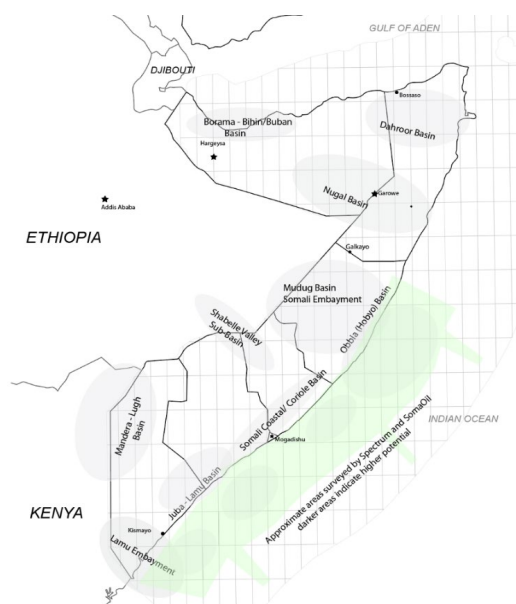 GULF OF ADEN
DJIBOUTI
Bossaso
Borama - Bihin/Buban
Basin
Dahroor Basin
Hargeysa
Nugal Basin
Garowe
Addis Ababa
ETHIOPIA
Galkayo
Mudug Basin
Somali Embayment
Obbia (Hobyo) Basin
Shabelle Valley
Sub-Basin
Somali Coastal/ Coriole Basin
Mandera - Lugh
Basin
Mogadishu
INDIAN OCEAN
Approximate areas surveyed by Spectrum and SomaOil
darker areas indicate higher potential
Juba - Lamu Basin
KENYA
Kismayo
Lamu Embayment